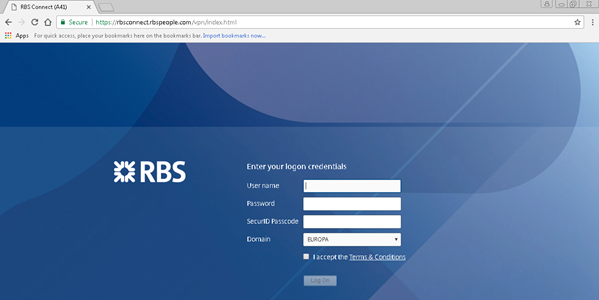 RBS Connect (A41)
Secure https://rbsconnect.rbspeople.com/vpn/index.html
Apps For quick access, place your bookmarks here on the bookmarks bar. Import bookmarks now...
RBS
Enter your logon credentials
User name
Password
SecurID Passcode
Domain EUROPA
I accept the Terms & Conditions
Log On